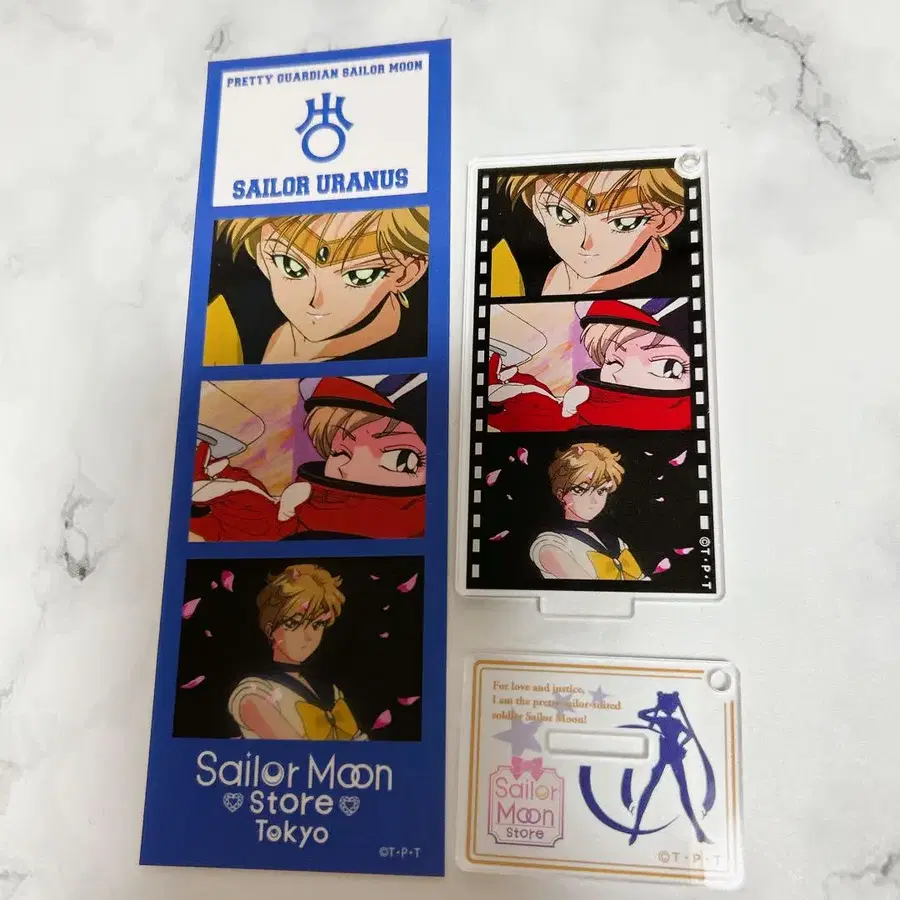 PRETTY GUARDIAN SAILOR MOON
SAILOR URANUS
Sailor Moon
Store
Tokyo
©T・P・T
©T・P・T
For love and justice,
I am the pretty sailor-suited
soldier Sailor Moon!
Sailor
Moon
Store
©T・P・T